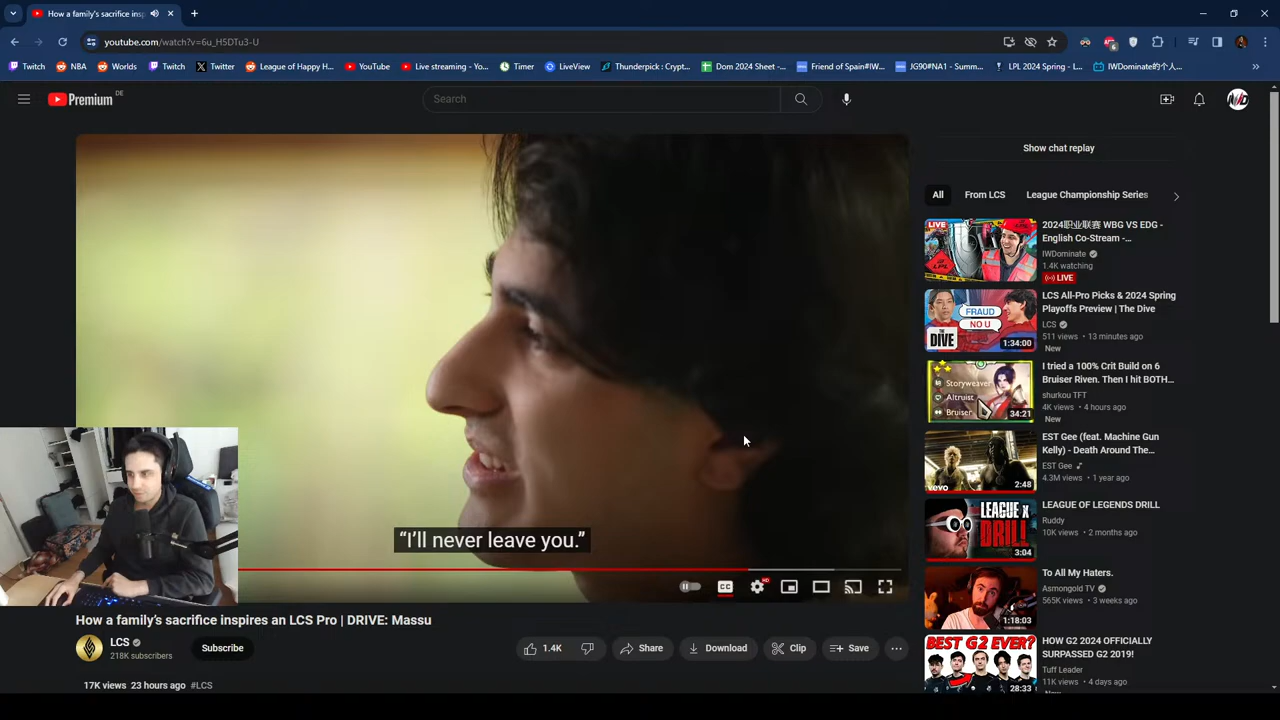 How a family's sacrifice insp
youtube.com/watch?v=6u_H5DTu3-U
Twitch
NBA
Worlds
Twitch
Twitter
League of Happy H...
YouTube
Live streaming - Yo...
Timer
LiveView
Thunderpick : Crypt...
Dom 2024 Sheet -...
Friend of Spain#IW...
JG90#NA1 - Summ...
LPL 2024 Spring - L...
IWDominate的个人...
Premium
DE
Search
Show chat replay
All
From LCS
League Championship Series
LIVE
2024职业联赛 WBG VS EDG -
English Co-Stream -...
IWDominate
1.4K watching
LIVE
FRAUD
NO U
THE
DIVE
1:34:00
LCS All-Pro Picks & 2024 Spring
Playoffs Preview | The Dive
LCS
511 views • 13 minutes ago
New
Storyweaver
Altruist
Bruiser
34:21
I tried a 100% Crit Build on 6
Bruiser Riven. Then I hit BOTH...
shurkou TFT
4K views • 4 hours ago
New
vevo
2:48
EST Gee (feat. Machine Gun
Kelly) - Death Around The...
EST Gee
4.3M views • 1 year ago
LEAGUE X
DRILL
3:04
LEAGUE OF LEGENDS DRILL
Ruddy
10K views • 2 months ago
1:18:03
To All My Haters.
Asmongold TV
565K views • 3 weeks ago
BEST G2 EVER?
28:33
HOW G2 2024 OFFICIALLY
SURPASSED G2 2019!
Tuff Leader
36K views • 4 days ago
“I’ll never leave you.”
CC
HD
How a family’s sacrifice inspires an LCS Pro | DRIVE: Massu
LCS
218K subscribers
Subscribe
1.4K
Share
Download
Clip
Save
17K views 23 hours ago #LCS